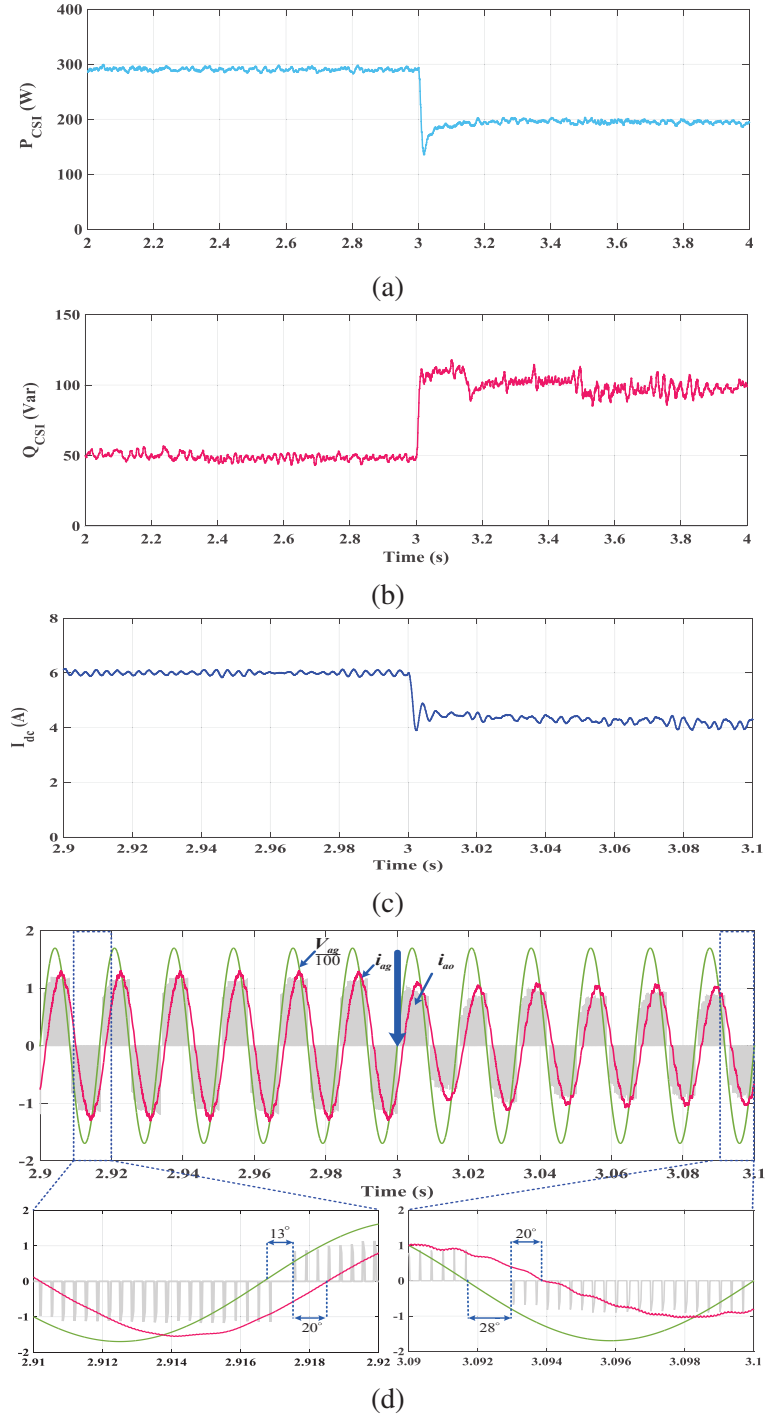 400
300
200
100
0
P_CSI (W)
2 2.2 2.4 2.6 2.8 3 3.2 3.4 3.6 3.8 4
(a)
150
100
50
0
Q_CSI (Var)
2 2.2 2.4 2.6 2.8 3 3.2 3.4 3.6 3.8 4
Time (s)
(b)
8
6
4
2
0
I_dc (A)
2.9 2.92 2.94 2.96 2.98 3 3.02 3.04 3.06 3.08 3.1
Time (s)
(c)
2
1
0
-1
-2
V_ag/100 i_ag i_ao
2.9 2.92 2.94 2.96 2.98 3 3.02 3.04 3.06 3.08 3.1
Time (s)
2
1
0
-1
-2
13°
20°
2.91 2.912 2.914 2.916 2.918 2.92
2
1
0
-1
-2
20°
28°
3.09 3.092 3.094 3.096 3.098 3.1
(d)